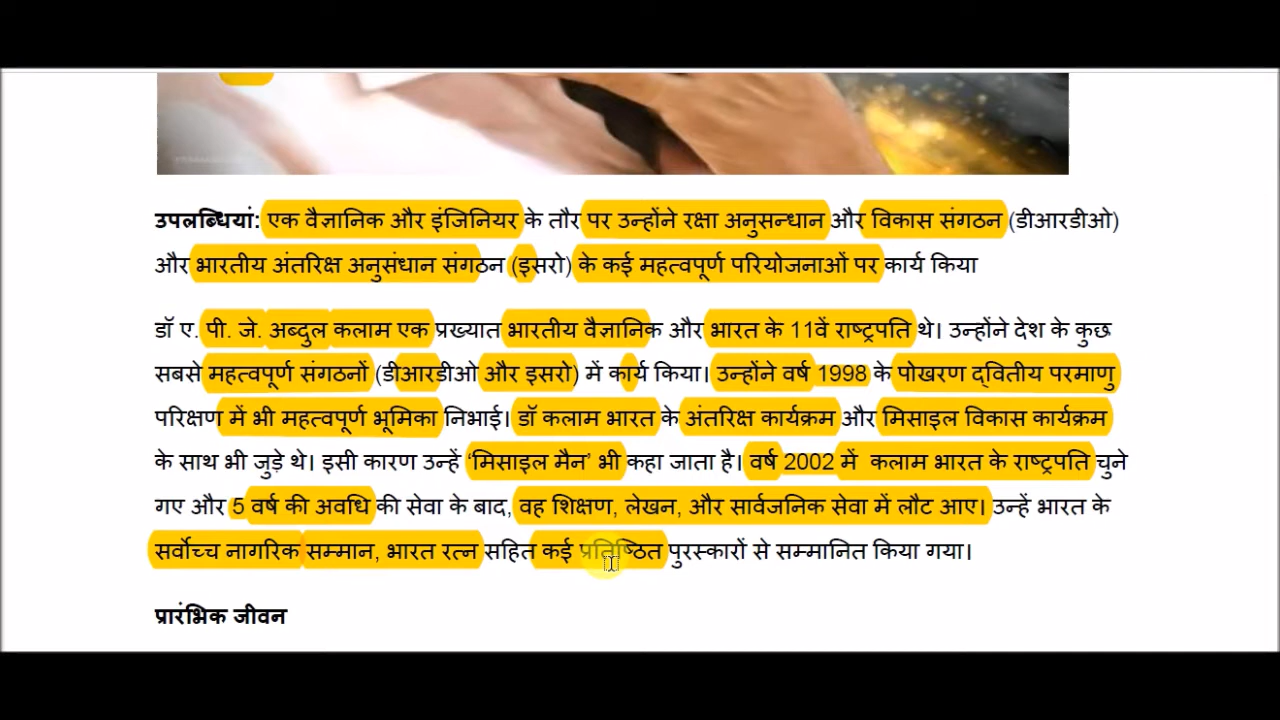 उपलब्धियां: एक वैज्ञानिक और इंजिनियर के तौर पर उन्होंने रक्षा अनुसन्धान और विकास संगठन (डीआरडीओ)
और भारतीय अंतरिक्ष अनुसंधान संगठन (इसरो) के कई महत्वपूर्ण परियोजनाओं पर कार्य किया
डॉ ए. पी. जे. अब्दुल कलाम एक प्रख्यात भारतीय वैज्ञानिक और भारत के 11वें राष्ट्रपति थे। उन्होंने देश के कुछ
सबसे महत्वपूर्ण संगठनों (डीआरडीओ और इसरो) में कार्य किया। उन्होंने वर्ष 1998 के पोखरण द्वितीय परमाणु
परिक्षण में भी महत्वपूर्ण भूमिका निभाई। डॉ कलाम भारत के अंतरिक्ष कार्यक्रम और मिसाइल विकास कार्यक्रम
के साथ भी जुड़े थे। इसी कारण उन्हें ‘मिसाइल मैन’ भी कहा जाता है। वर्ष 2002 में कलाम भारत के राष्ट्रपति चुने
गए और 5 वर्ष की अवधि की सेवा के बाद, वह शिक्षण, लेखन, और सार्वजनिक सेवा में लौट आए। उन्हें भारत के
सर्वोच्च नागरिक सम्मान, भारत रत्न सहित कई प्रतिष्ठित पुरस्कारों से सम्मानित किया गया।
प्रारंभिक जीवन